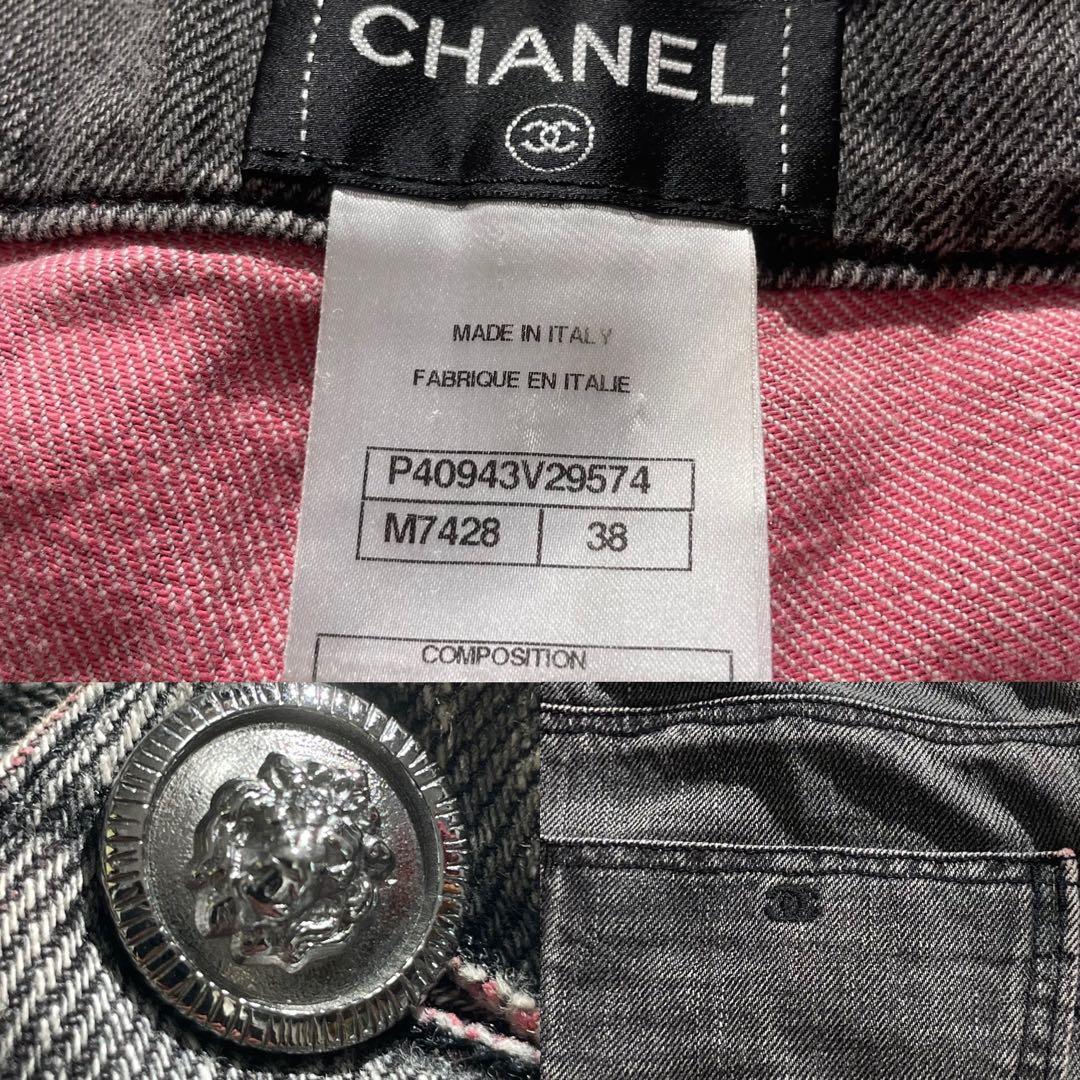 CHANEL
MADE IN ITALY
FABRIQUE EN ITALIE
P40943V29574
M7428 38
COMPOSITION